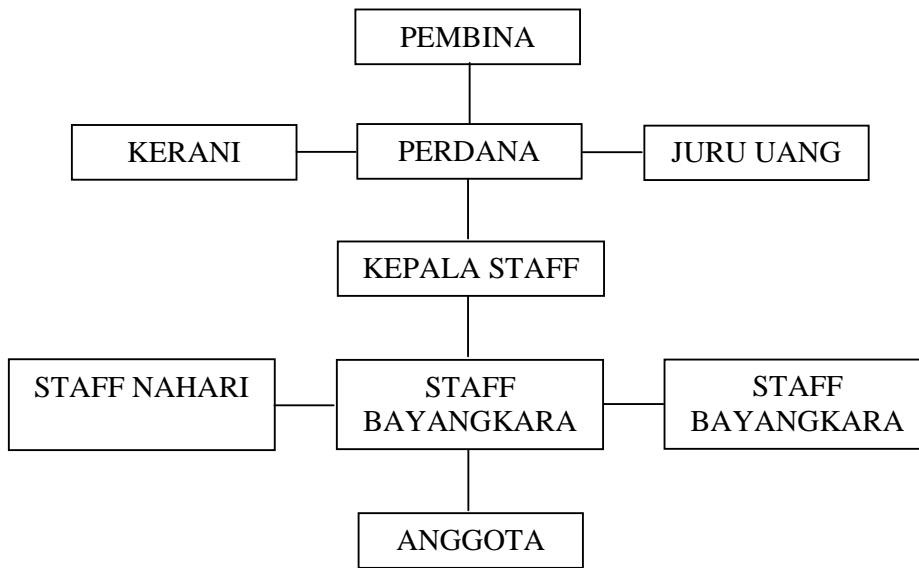 PEMBINA
KERANI
PERDANA
JURU UANG
KEPALA STAFF
STAFF NAHARI
STAFF
BAYANGKARA
STAFF
BAYANGKARA
ANGGOTA